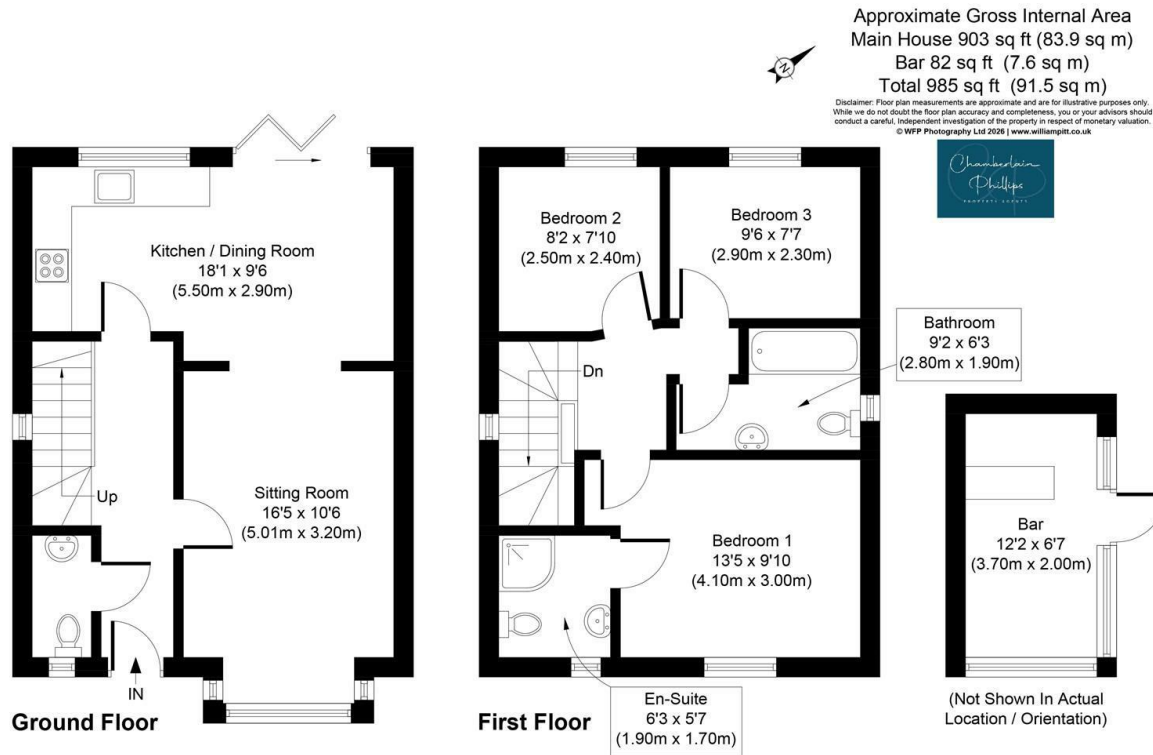 Approximate Gross Internal Area
Main House 903 sq ft (83.9 sq m)
Bar 82 sq ft (7.6 sq m)
Total 985 sq ft (91.5 sq m)
Disclaimer: Floor plan measurements are approximate and are for illustrative purposes only.
While we do not doubt the floor plan accuracy and completeness, you or your advisors should
conduct a careful, independent investigation of the property in respect of monetary valuation.
© WFP Photography Ltd 2026 | www.williampitt.co.uk
N
Chamberlain
Phillips
PROPERTY AGENTS
Kitchen / Dining Room
18'1 x 9'6
(5.50m x 2.90m)
Up
Sitting Room
16'5 x 10'6
(5.01m x 3.20m)
IN
Ground Floor
Bedroom 2
8'2 x 7'10
(2.50m x 2.40m)
Bedroom 3
9'6 x 7'7
(2.90m x 2.30m)
Dn
Bathroom
9'2 x 6'3
(2.80m x 1.90m)
Bedroom 1
13'5 x 9'10
(4.10m x 3.00m)
En-Suite
6'3 x 5'7
(1.90m x 1.70m)
First Floor
Bar
12'2 x 6'7
(3.70m x 2.00m)
(Not Shown In Actual
Location / Orientation)